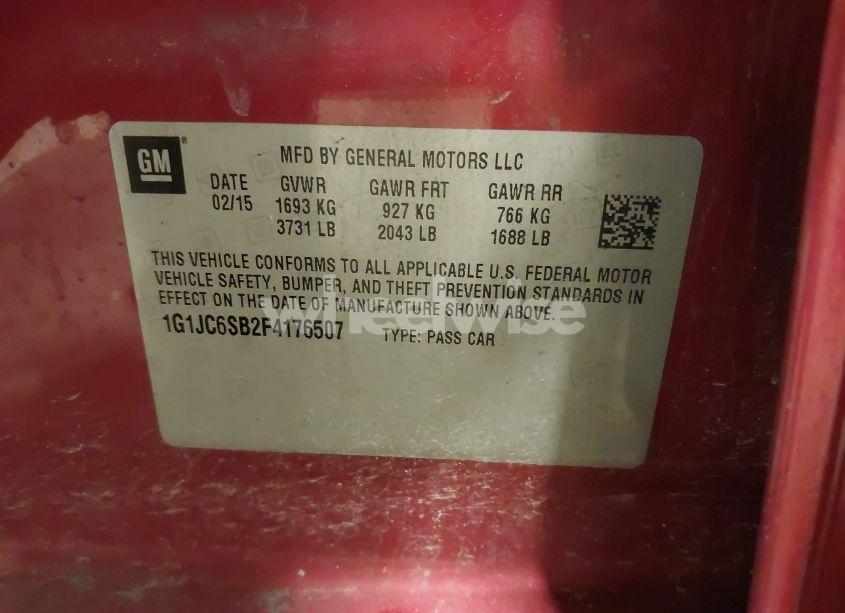 GM
MFD BY GENERAL MOTORS LLC
DATE GVWR GAWR FRT GAWR RR
02/15 1693 KG 927 KG 766 KG
3731 LB 2043 LB 1688 LB
THIS VEHICLE CONFORMS TO ALL APPLICABLE U.S. FEDERAL MOTOR
VEHICLE SAFETY, BUMPER, AND THEFT PREVENTION STANDARDS IN
EFFECT ON THE DATE OF MANUFACTURE SHOWN ABOVE.
1G1JC6SB2F4176507 TYPE: PASS CAR
wheelwise